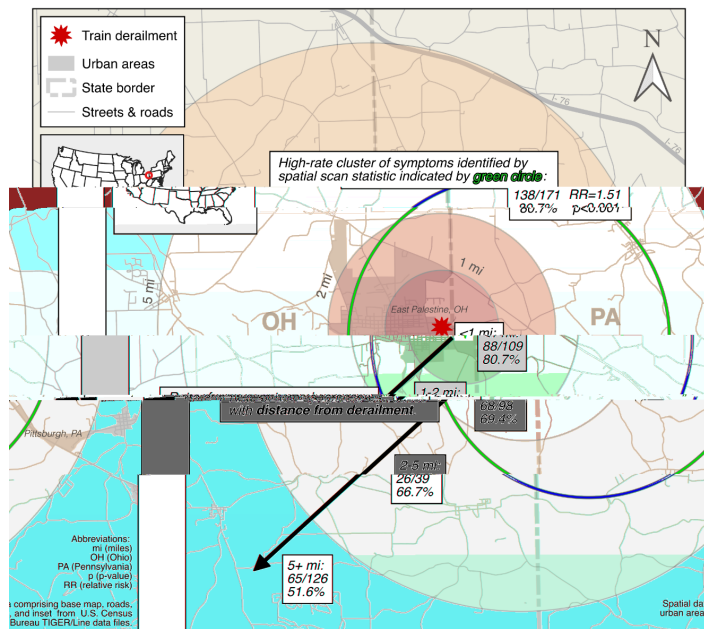 Train derailment
Urban areas
State border
Streets & roads
N
I-76
High-rate cluster of symptoms identified by
spatial scan statistic indicated by green circle:
138/171 RR=1.51
80.7% p<0.001
5 mi
2 mi
1 mi
East Palestine, OH
OH
PA
<1 mi:
88/109
80.7%
1-2 mi:
68/98
69.4%
with distance from derailment
Pittsburgh, PA
2-5 mi:
26/39
66.7%
5+ mi:
65/126
51.6%
Abbreviations:
mi (miles)
OH (Ohio)
PA (Pennsylvania)
p (p-value)
RR (relative risk)
comprising base map, roads,
and inset from U.S. Census
Bureau TIGER/Line data files.
Spatial da
urban area